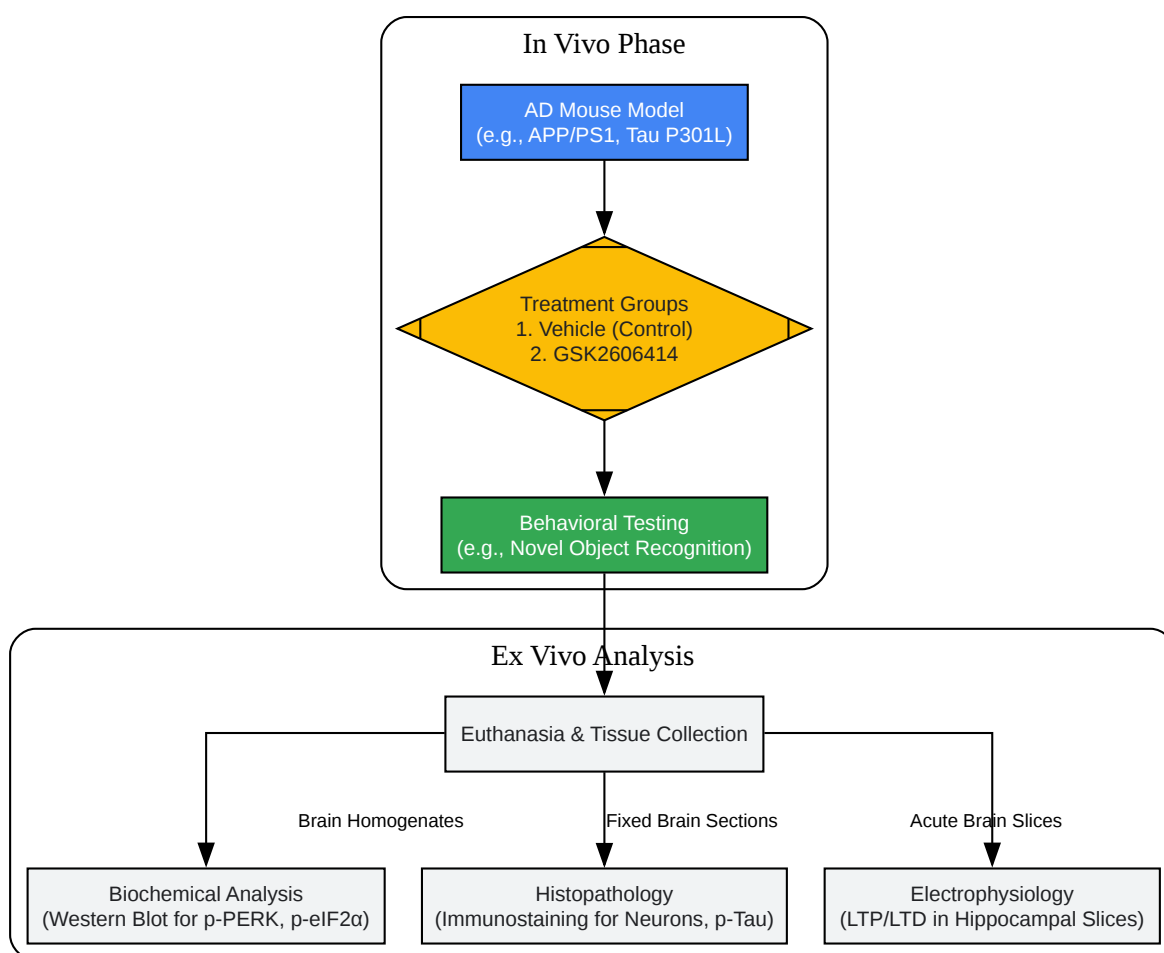 In Vivo Phase
AD Mouse Model
(e.g., APP/PS1, Tau P301L)
Treatment Groups
1. Vehicle (Control)
2. GSK2606414
Behavioral Testing
(e.g., Novel Object Recognition)
Ex Vivo Analysis
Euthanasia & Tissue Collection
Brain Homogenates
Fixed Brain Sections
Acute Brain Slices
Biochemical Analysis
(Western Blot for p-PERK, p-eIF2α)
Histopathology
(Immunostaining for Neurons, p-Tau)
Electrophysiology
(LTP/LTD in Hippocampal Slices)